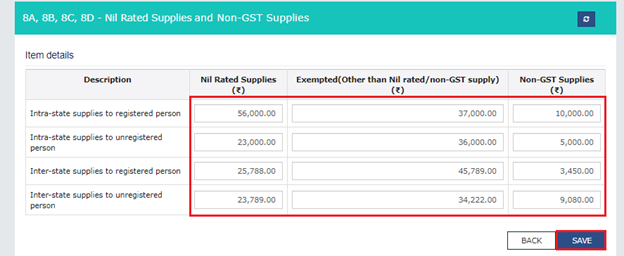 8A, 8B, 8C, 8D - Nil Rated Supplies and Non-GST Supplies
Item details
Description Nil Rated Supplies (₹) Exempted(Other than Nil rated/non-GST supply) (₹) Non-GST Supplies (₹)
Intra-state supplies to registered person 56,000.00 37,000.00 10,000.00
Intra-state supplies to unregistered person 23,000.00 36,000.00 5,000.00
Inter-state supplies to registered person 25,788.00 45,789.00 3,450.00
Inter-state supplies to unregistered person 23,789.00 34,222.00 9,080.00
BACK SAVE